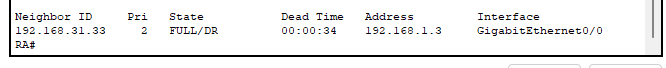 Neighbor ID Pri State Dead Time Address Interface
192.168.31.33 2 FULL/DR 00:00:34 192.168.1.3 GigabitEthernet0/0
RA#